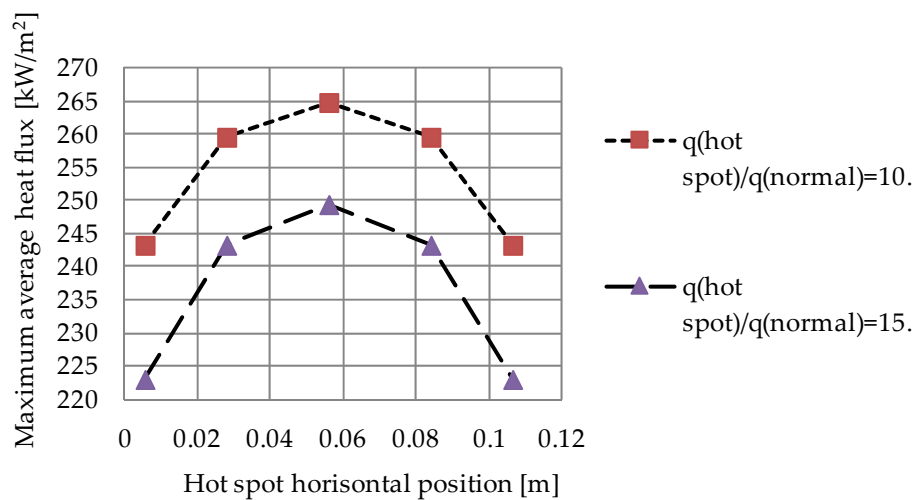 Maximum average heat flux [kW/m²]
270
265
260
255
250
245
240
235
230
225
220
0 0.02 0.04 0.06 0.08 0.1 0.12
Hot spot horisontal position [m]
q(hot
spot)/q(normal)=10.
q(hot
spot)/q(normal)=15.